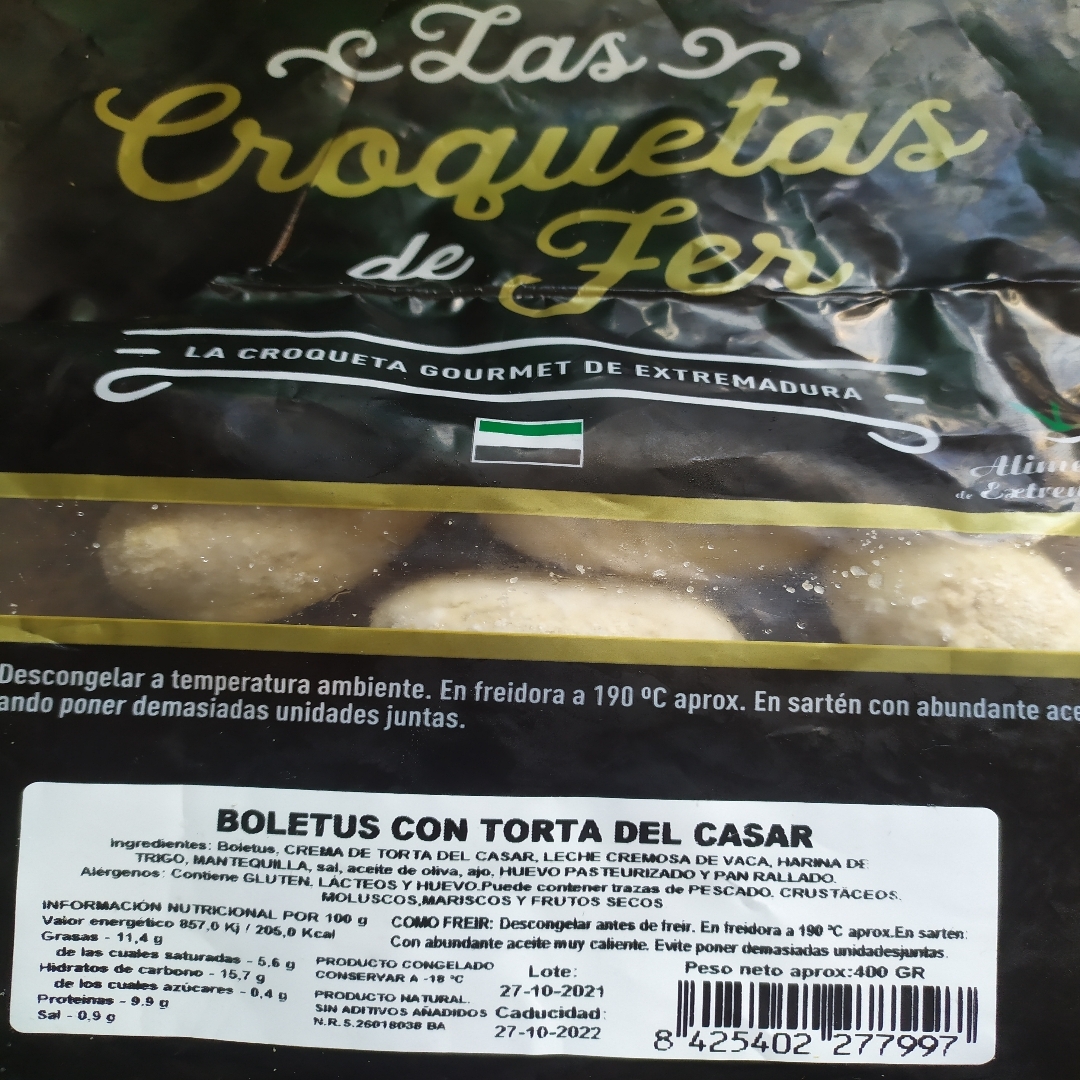 Las
Croquetas
de Fer
LA CROQUETA GOURMET DE EXTREMADURA
Descongelar a temperatura ambiente. En freidora a 190 ºC aprox. En sartén con abundante
poner demasiadas unidades juntas.
BOLETUS CON TORTA DEL CASAR
Ingredientes: Boletus, CREMA DE TORTA DEL CASAR, LECHE CREMOSA DE VACA, HARINA DE
TRIGO, MANTEQUILLA, sal, aceite de oliva, ajo, HUEVO PASTEURIZADO Y PAN RALLADO.
Alérgenos: Contiene GLUTEN, LÁCTEOS Y HUEVO.Puede contener trazas de PESCADO, CRUSTÁCEOS,
MOLUSCOS,MARISCOS Y FRUTOS SECOS
INFORMACIÓN NUTRICIONAL POR 100 g
Valor energético 857,0 Kj / 205,0 Kcal
Grasas - 11,4 g
de las cuales saturadas - 5,6 g
Hidratos de carbono - 15,7 g
de los cuales azúcares - 0,4 g
Proteinas - 9,9 g
Sal - 0,9 g
COMO FREIR: Descongelar antes de freir. En freidora a 190 ºC aprox.En sarten:
Con abundante aceite muy caliente. Evite poner demasiadas unidadesjuntas.
PRODUCTO CONGELADO
CONSERVAR A -18 ºC
PRODUCTO NATURAL.
SIN ADITIVOS AÑADIDOS
N.R.S.26018038 BA
Lote:
27-10-2021
Caducidad:
27-10-2022
Peso neto aprox:400 GR
8 425402 277997